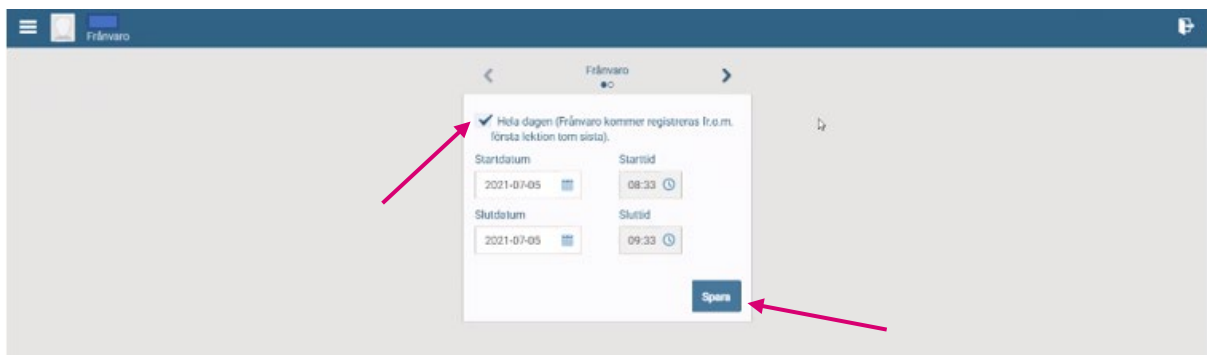 Frånvaro
Frånvaro
Hela dagen (Frånvaro kommer registreras fr.o.m.
första lektion tom sista).
Startdatum Starttid
2021-07-05 08:33
Slutdatum Sluttid
2021-07-05 09:33
Spara